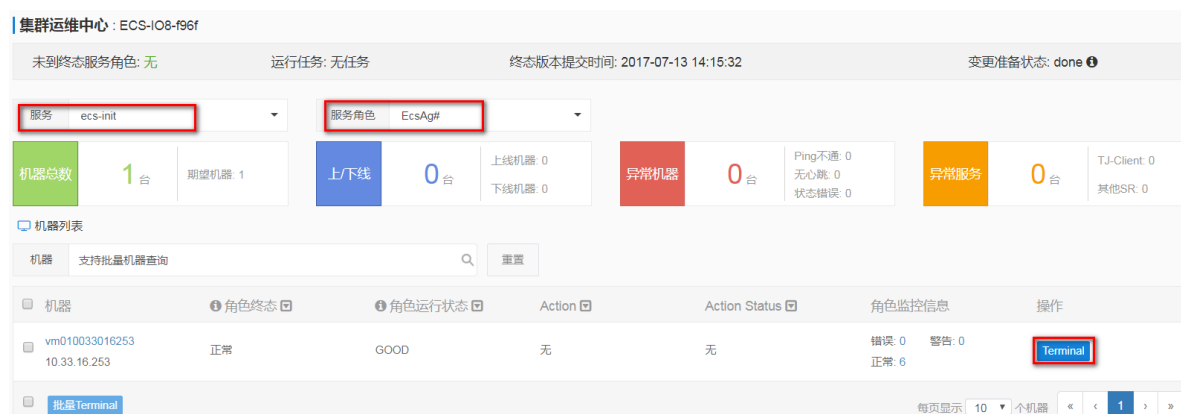 集群运维中心 : ECS-IO8-f96f
未到终态服务角色: 无 运行任务: 无任务 终态版本提交时间: 2017-07-13 14:15:32 变更准备状态: done
服务 ecs-init 服务角色 EcsAg#
机器总数 1 台 期望机器: 1 上/下线 0 台 上线机器: 0 下线机器: 0 异常机器 0 台 Ping不通: 0 无心跳: 0 状态错误: 0 异常服务 0 台 TJ-Client: 0 其他SR: 0
机器列表
机器 支持批量机器查询 重置
机器 角色终态 角色运行状态 Action Action Status 角色监控信息 操作
vm010033016253 正常 GOOD 无 无 错误: 0 警告: 0 Terminal
10.33.16.253 正常: 6
批量Terminal 每页显示 10 个机器 « ‹ 1 › »